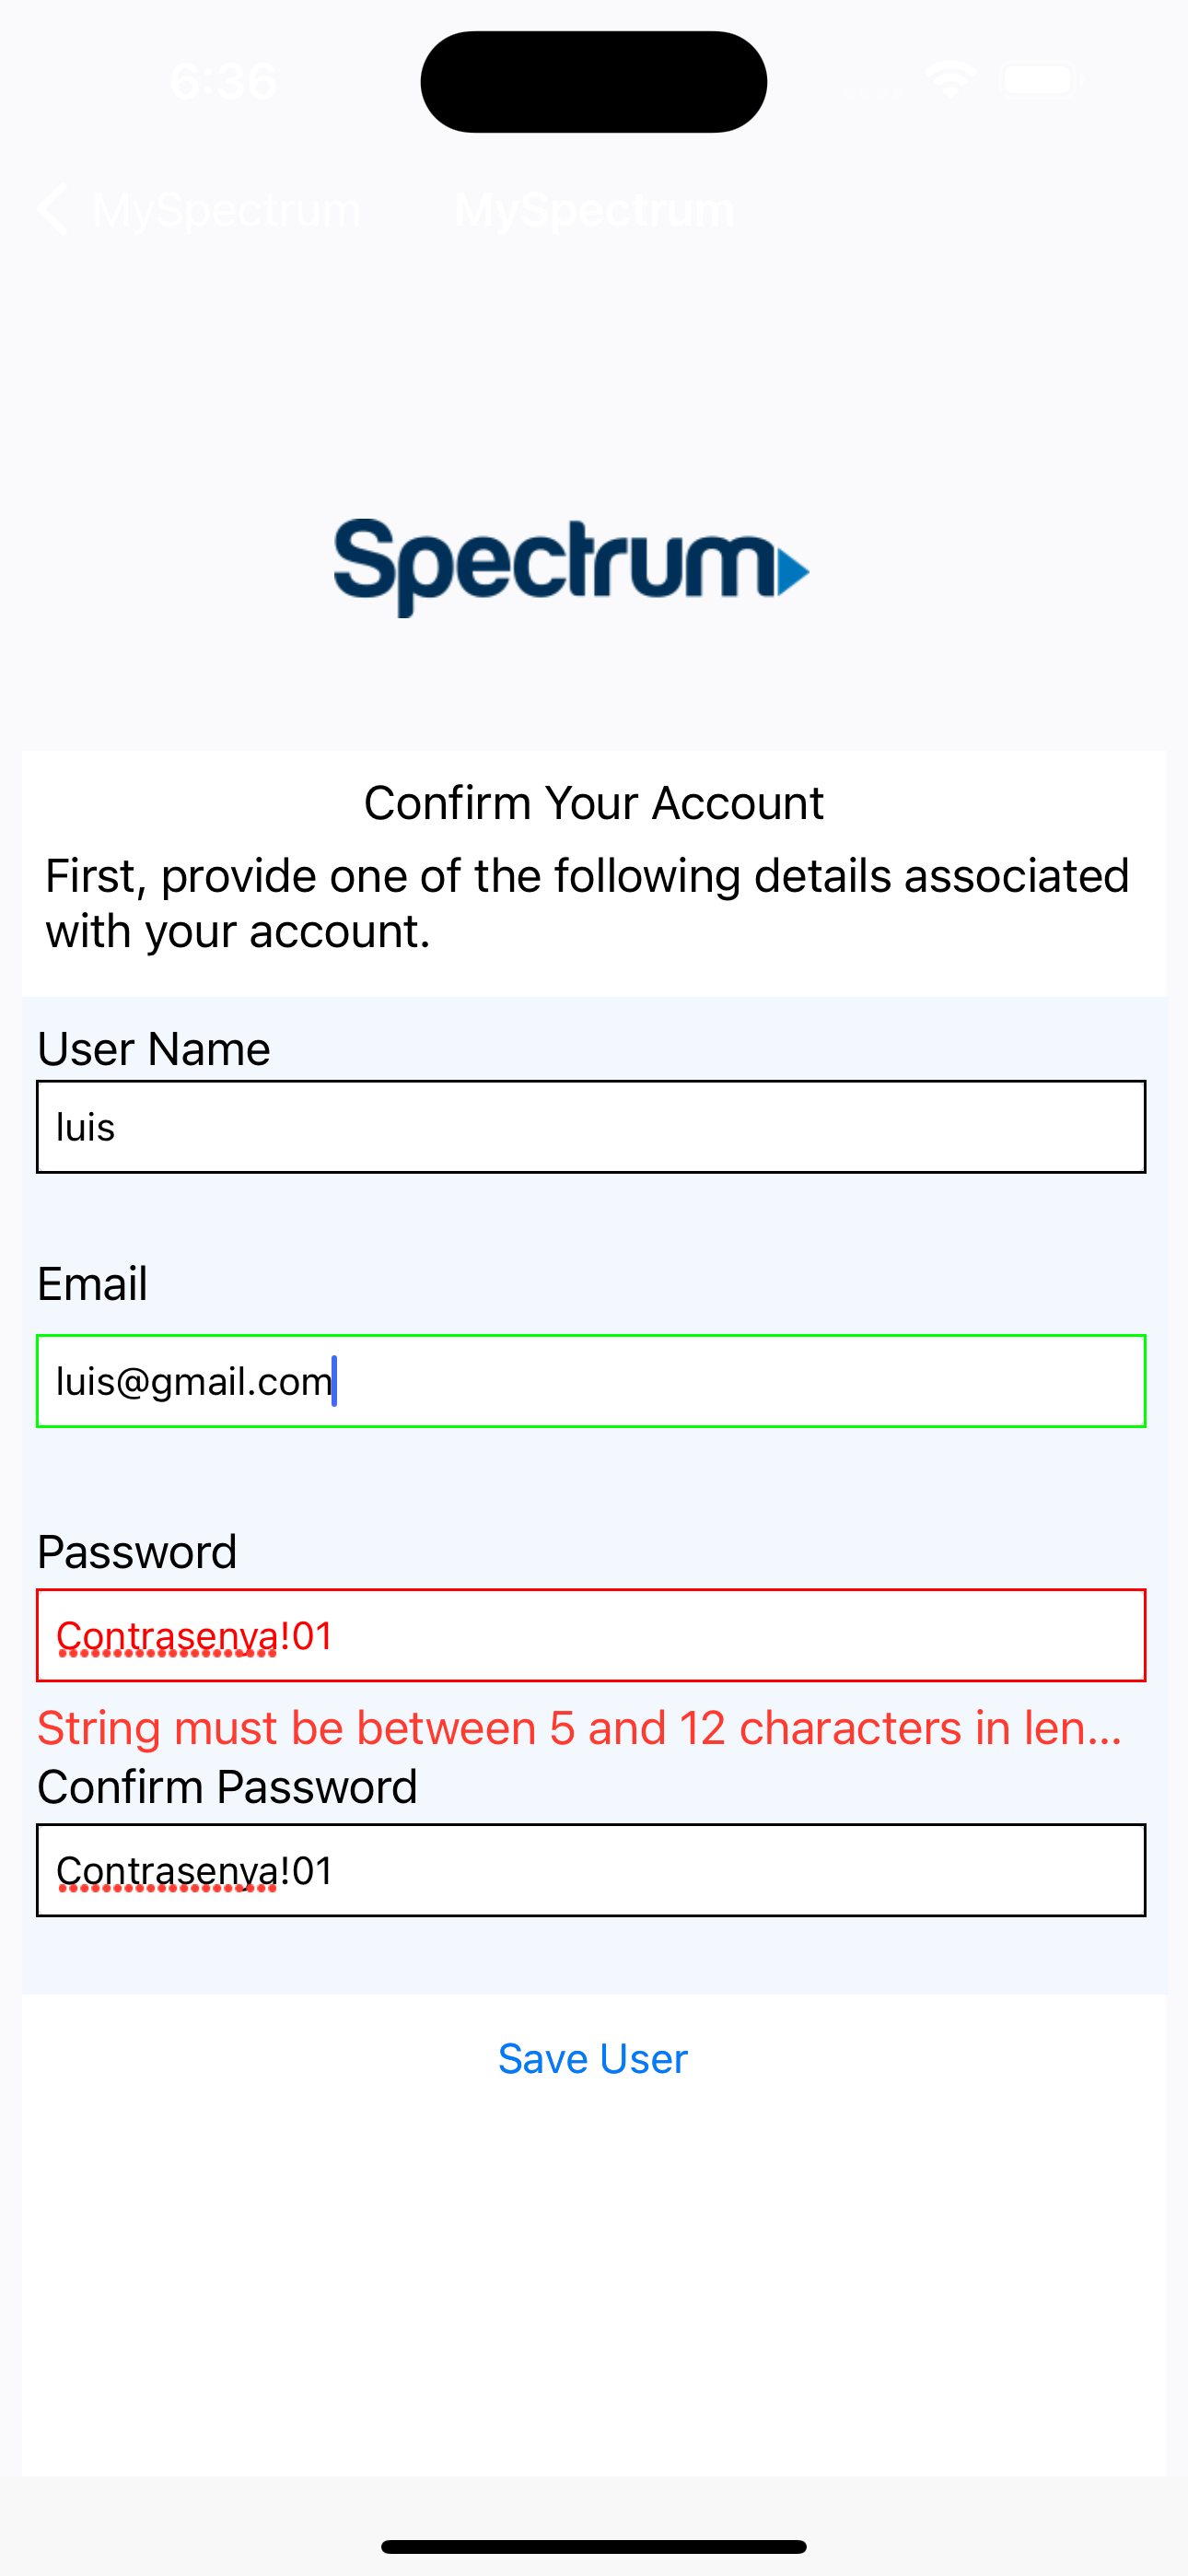 6:36
MySpectrum
MySpectrum
Spectrum
Confirm Your Account
First, provide one of the following details associated
with your account.
User Name
luis
Email
luis@gmail.com
Password
Contrasenya!01
String must be between 5 and 12 characters in len...
Confirm Password
Contrasenya!01
Save User